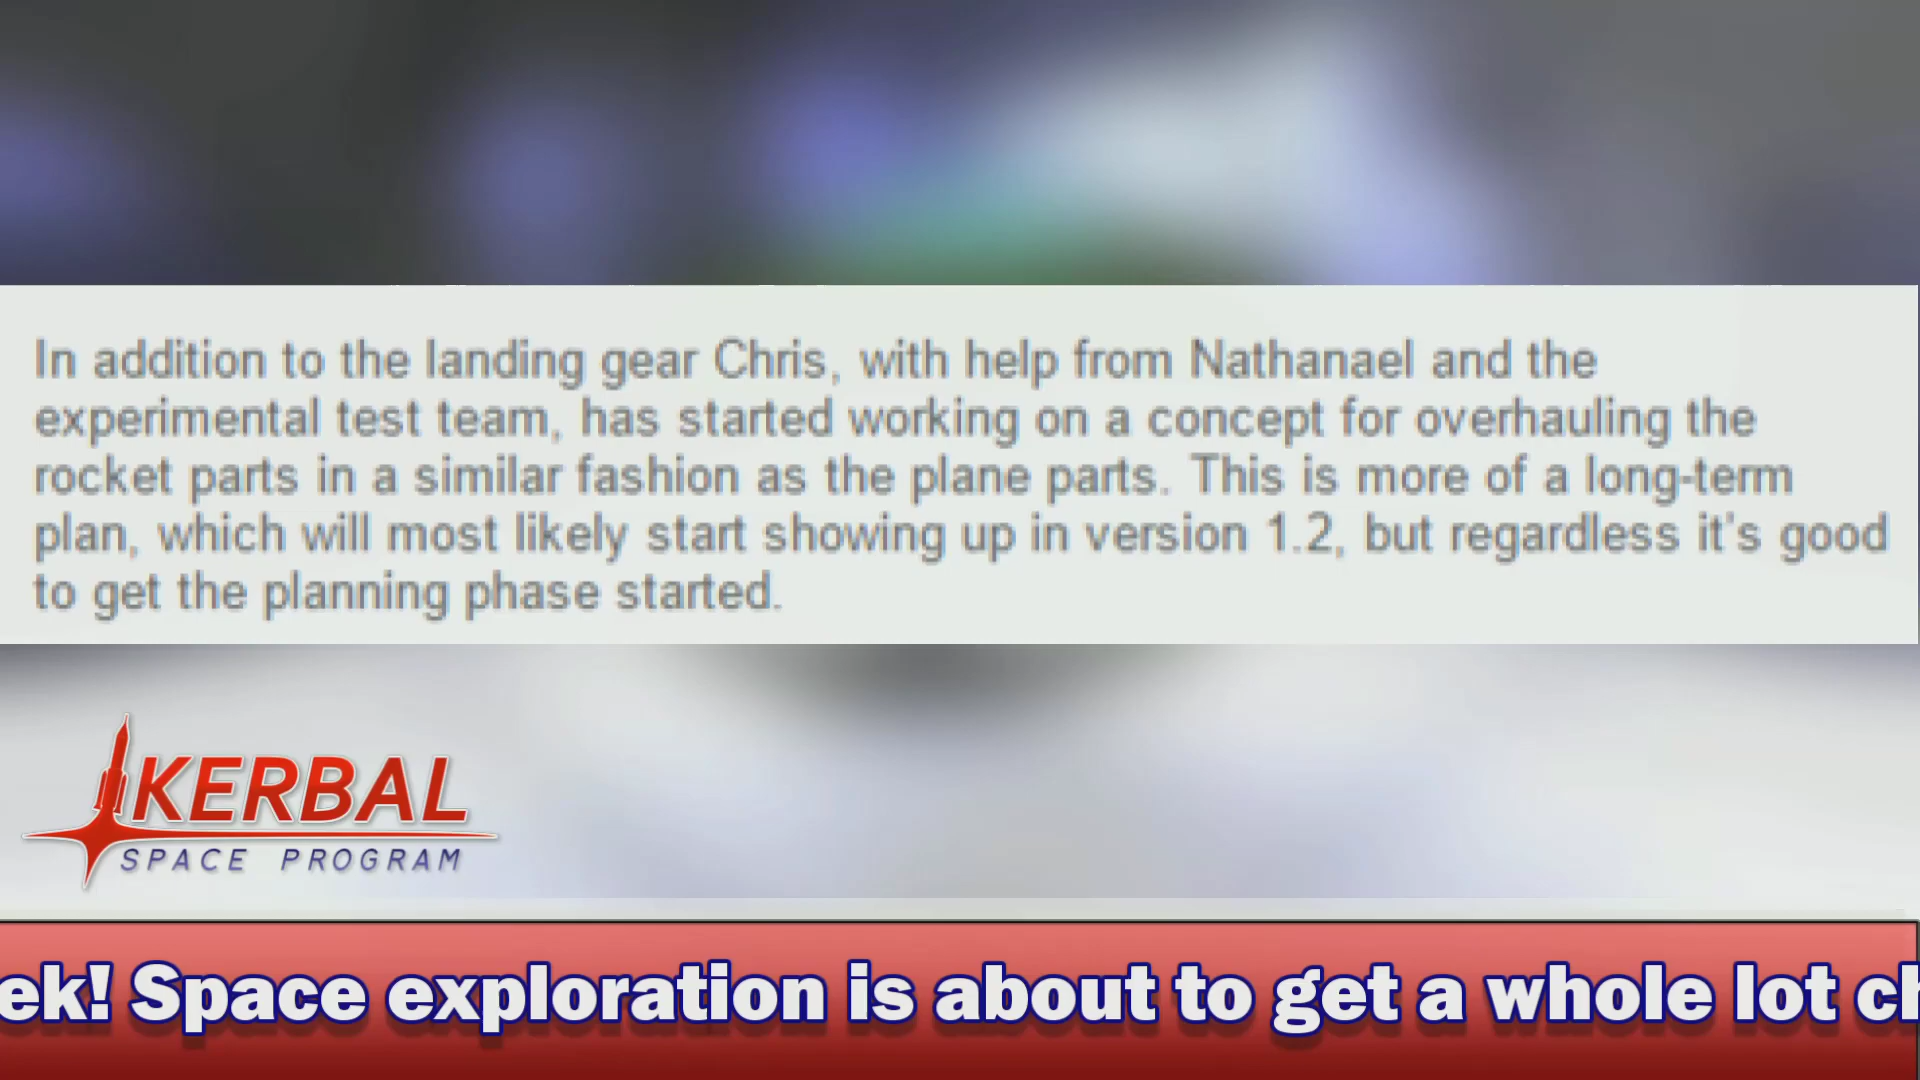 In addition to the landing gear Chris, with help from Nathanael and the
experimental test team, has started working on a concept for overhauling the
rocket parts in a similar fashion as the plane parts. This is more of a long-term
plan, which will most likely start showing up in version 1.2, but regardless it's good
to get the planning phase started.
KERBAL
SPACE PROGRAM
ek! Space exploration is about to get a whole lot ch